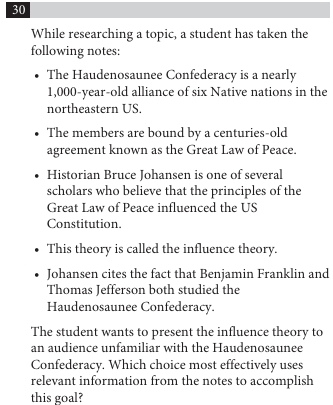 30
While researching a topic, a student has taken the
following notes:
• The Haudenosaunee Confederacy is a nearly
1,000-year-old alliance of six Native nations in the
northeastern US.
• The members are bound by a centuries-old
agreement known as the Great Law of Peace.
• Historian Bruce Johansen is one of several
scholars who believe that the principles of the
Great Law of Peace influenced the US
Constitution.
• This theory is called the influence theory.
• Johansen cites the fact that Benjamin Franklin and
Thomas Jefferson both studied the
Haudenosaunee Confederacy.
The student wants to present the influence theory to
an audience unfamiliar with the Haudenosaunee
Confederacy. Which choice most effectively uses
relevant information from the notes to accomplish
this goal?